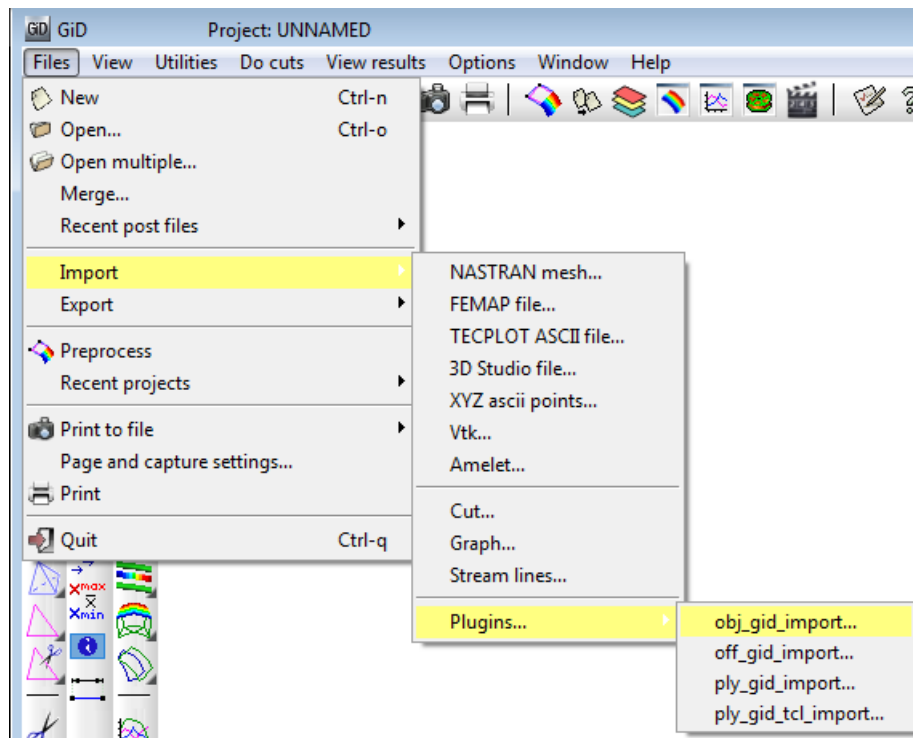 GiD GiD Project: UNNAMED
Files View Utilities Do cuts View results Options Window Help
New Ctrl-n
Open... Ctrl-o
Open multiple...
Merge...
Recent post files
Import
Export
Preprocess
Recent projects
Print to file
Page and capture settings...
Print
Quit Ctrl-q
NASTRAN mesh...
FEMAP file...
TECPLOT ASCII file...
3D Studio file...
XYZ ascii points...
Vtk...
Amelet...
Cut...
Graph...
Stream lines...
Plugins...
obj_gid_import...
off_gid_import...
ply_gid_import...
ply_gid_tcl_import...
xmax
x
xmin